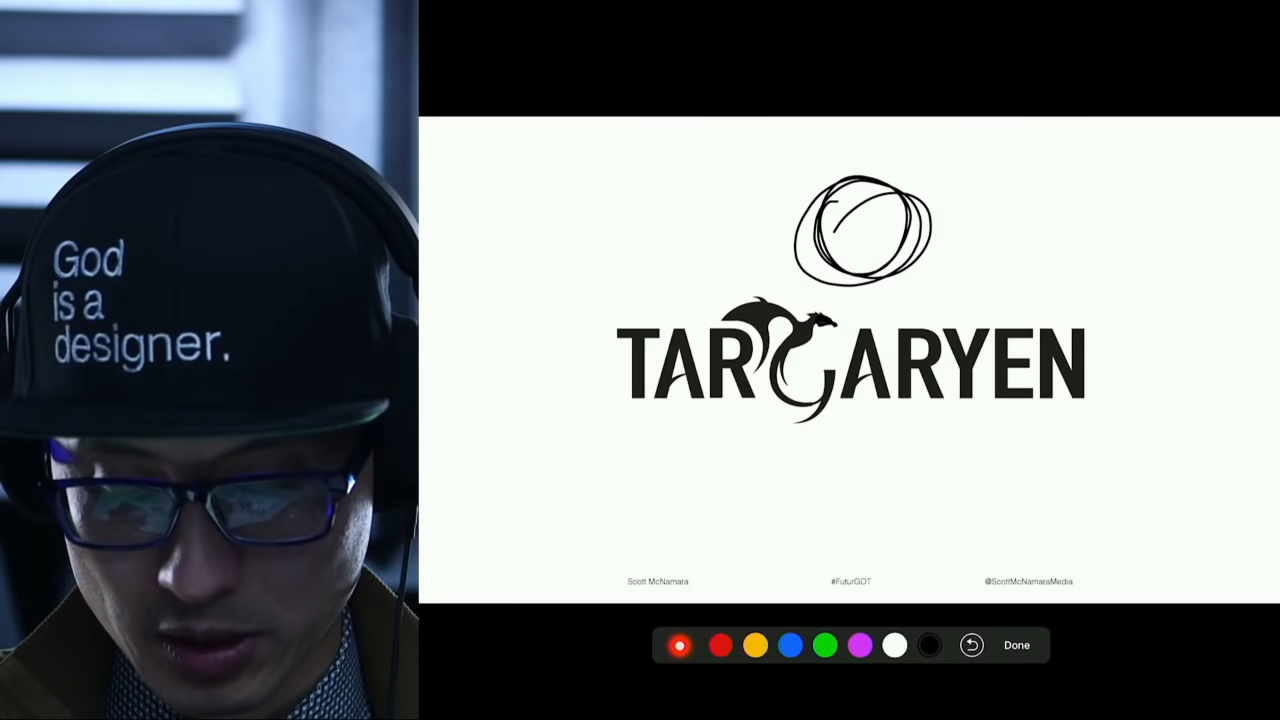 God
is a
designer.
TARGARYEN
Scott McNamara #FuturGOT @ScottMcNamaraMedia
Done